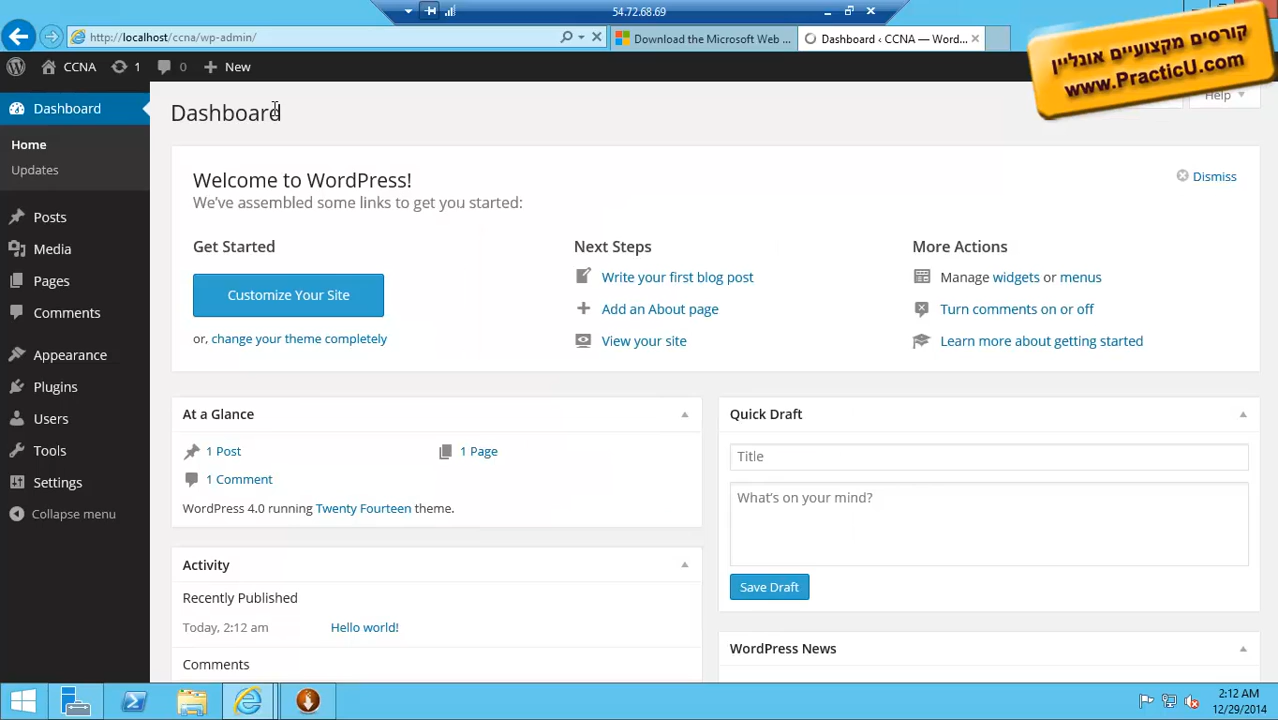 54.72.68.69
http://localhost/ccna/wp-admin/
Download the Microsoft Web ...
Dashboard ‹ CCNA — Word...
קורסים מקצועיים אונליין
www.PracticU.com
CCNA
1
0
New
Help
Dashboard
Home
Updates
Posts
Media
Pages
Comments
Appearance
Plugins
Users
Tools
Settings
Collapse menu
Dashboard
Welcome to WordPress!
We've assembled some links to get you started:
Dismiss
Get Started
Customize Your Site
or, change your theme completely
Next Steps
Write your first blog post
Add an About page
View your site
More Actions
Manage widgets or menus
Turn comments on or off
Learn more about getting started
At a Glance
1 Post
1 Page
1 Comment
WordPress 4.0 running Twenty Fourteen theme.
Activity
Recently Published
Today, 2:12 am
Hello world!
Comments
Quick Draft
Title
What's on your mind?
Save Draft
WordPress News
2:12 AM
12/29/2014